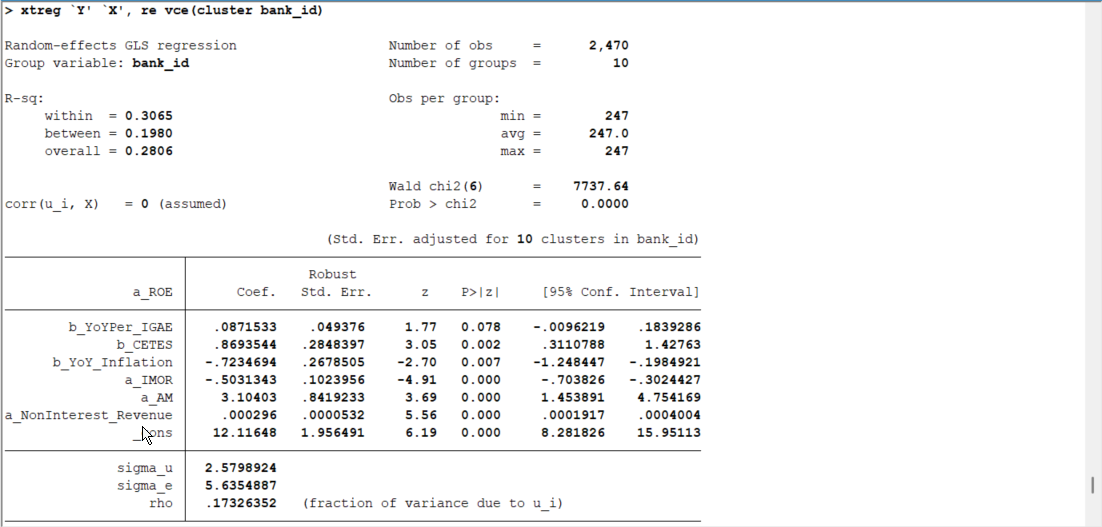 > xtreg `Y' `X', re vce(cluster bank_id)
Random-effects GLS regression Number of obs = 2,470
Group variable: bank_id Number of groups = 10
R-sq: Obs per group:
within = 0.3065 min = 247
between = 0.1980 avg = 247.0
overall = 0.2806 max = 247
Wald chi2(6) = 7737.64
corr(u_i, X) = 0 (assumed) Prob > chi2 = 0.0000
(Std. Err. adjusted for 10 clusters in bank_id)
Robust
a_ROE Coef. Std. Err. z P>|z| [95% Conf. Interval]
b_YoYPer_IGAE .0871533 .049376 1.77 0.078 -.0096219 .1839286
b_CETES .8693544 .2848397 3.05 0.002 .3110788 1.42763
b_YoY_Inflation -.7234694 .2678505 -2.70 0.007 -1.248447 -.1984921
a_IMOR -.5031343 .1023956 -4.91 0.000 -.703826 -.3024427
a_AM 3.10403 .8419233 3.69 0.000 1.453891 4.754169
a_NonInterest_Revenue .000296 .0000532 5.56 0.000 .0001917 .0004004
_cons 12.11648 1.956491 6.19 0.000 8.281826 15.95113
sigma_u 2.5798924
sigma_e 5.6354887
rho .17326352 (fraction of variance due to u_i)